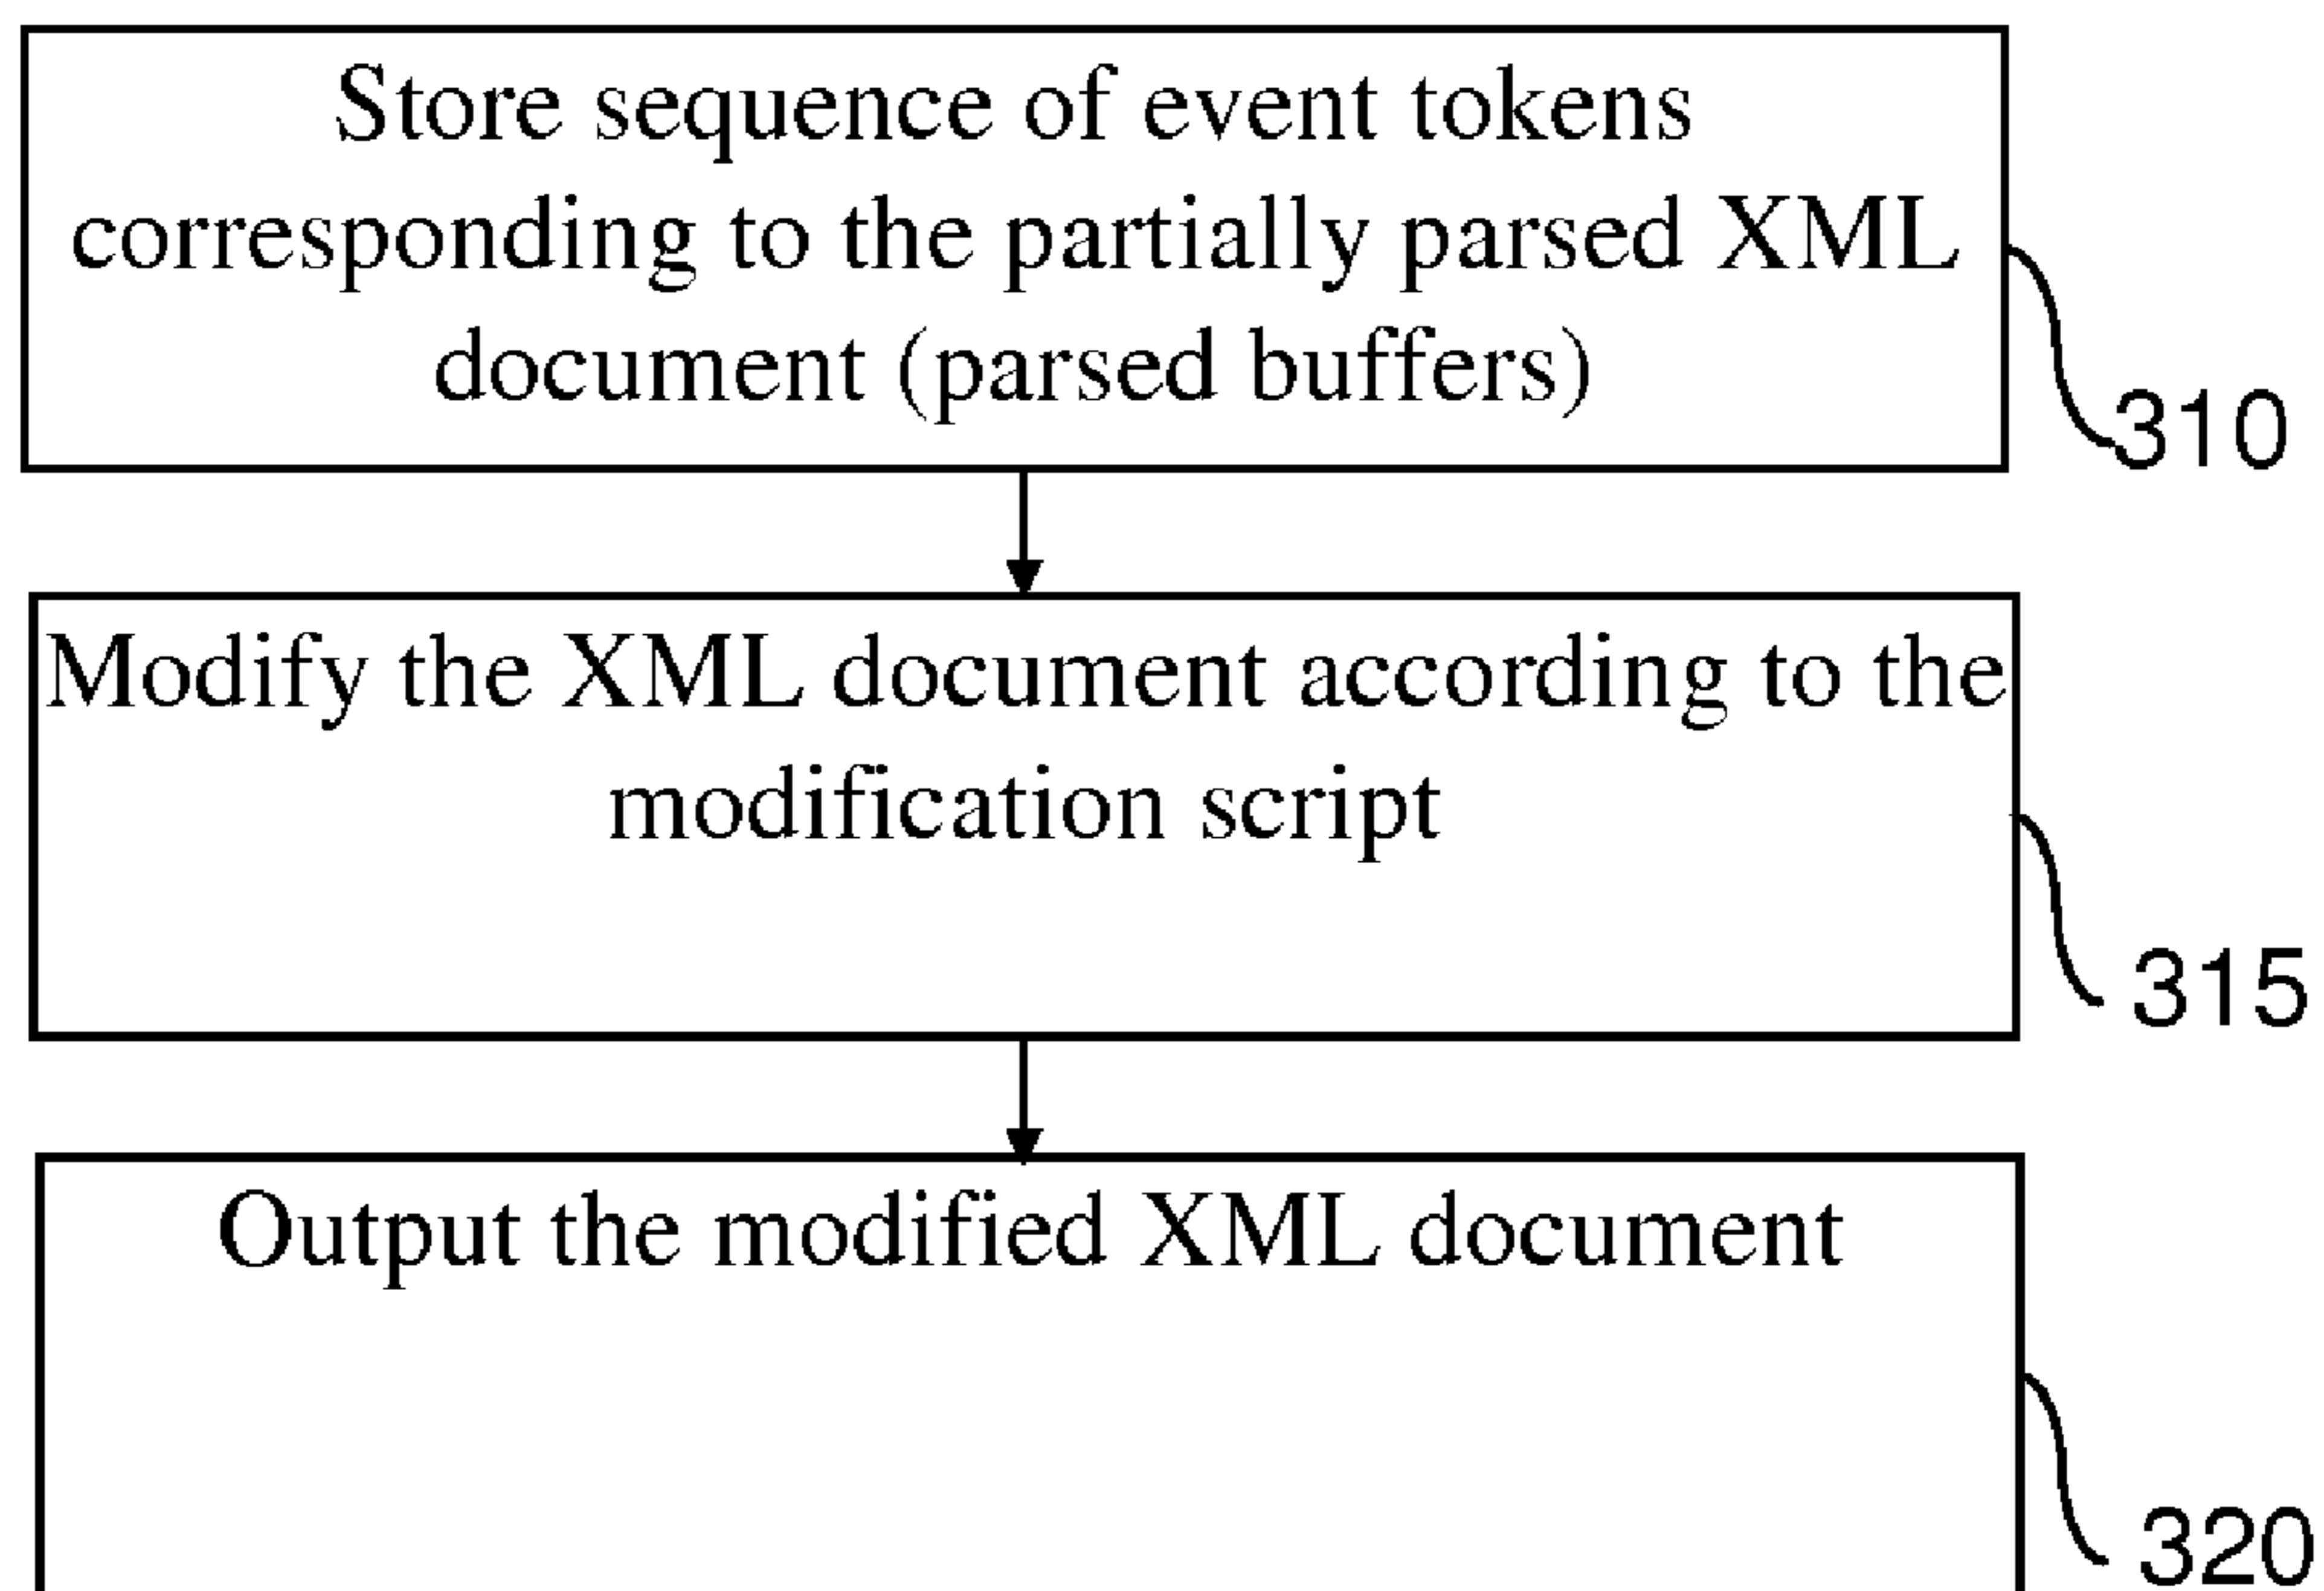 Store sequence of event tokens
corresponding to the partially parsed XML
document (parsed buffers)
310
Modify the XML document according to the
modification script
315
Output the modified XML document
320